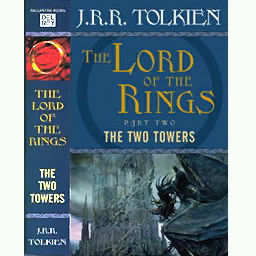 BALLANTINE BOOKS
DEL
REY
THE
LORD
OF THE
RINGS
THE
TWO
TOWERS
J.R.R.
TOLKIEN
J.R.R. TOLKIEN
THE
LORD
OF THE
RINGS
PART TWO
THE TWO TOWERS